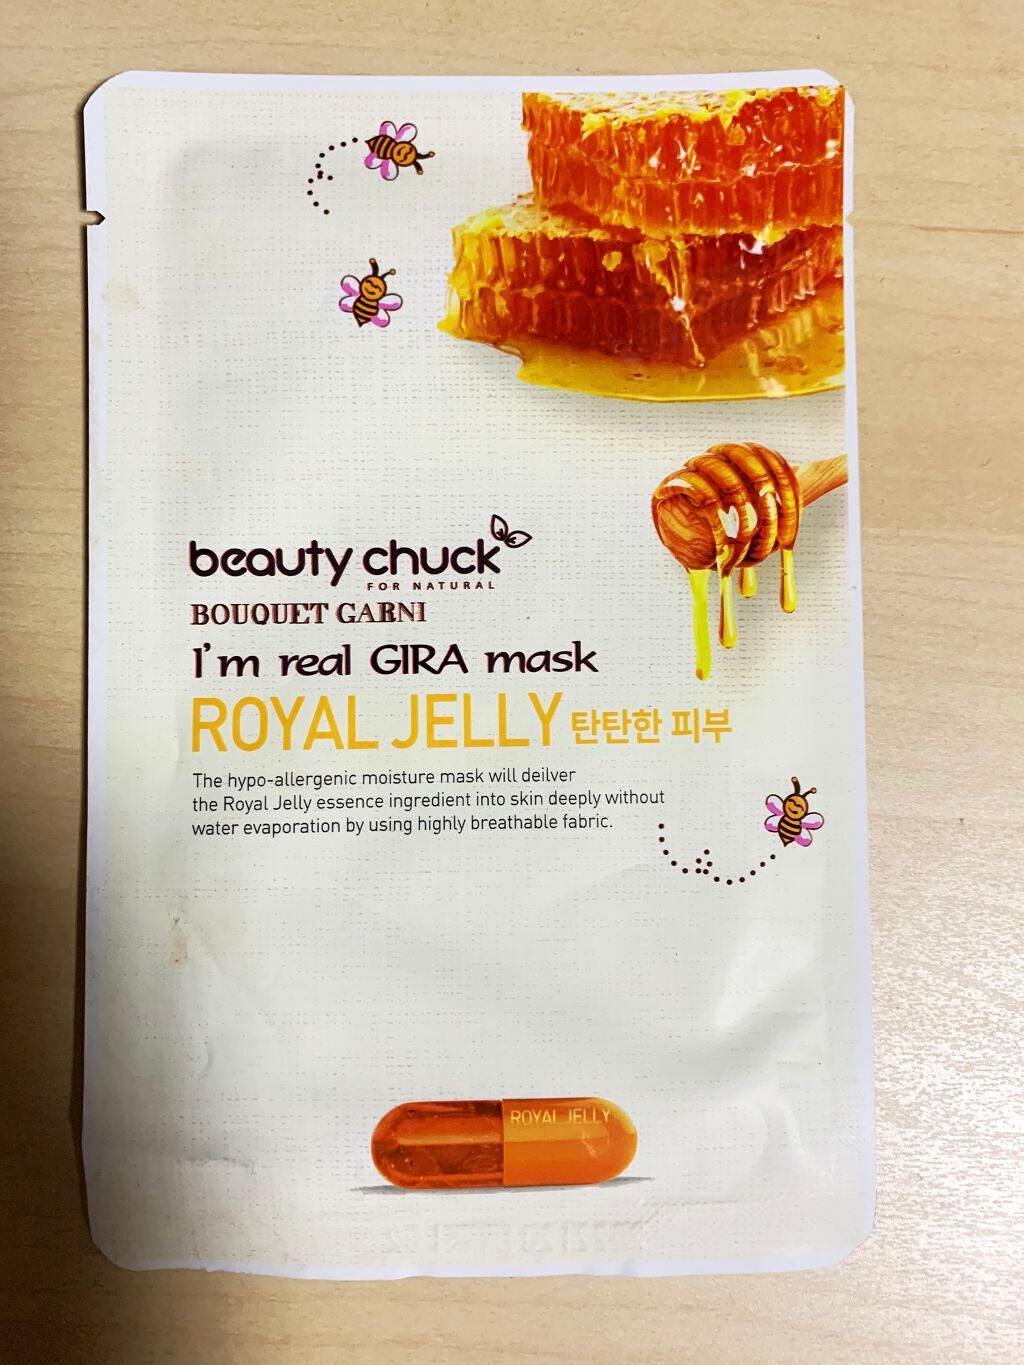 beauty chuck
FOR NATURAL
BOUQUET GARNI
I'm real GIRA mask
ROYAL JELLY 탄탄한 피부
The hypo-allergenic moisture mask will deilver
the Royal Jelly essence ingredient into skin deeply without
water evaporation by using highly breathable fabric.
ROYAL JELLY